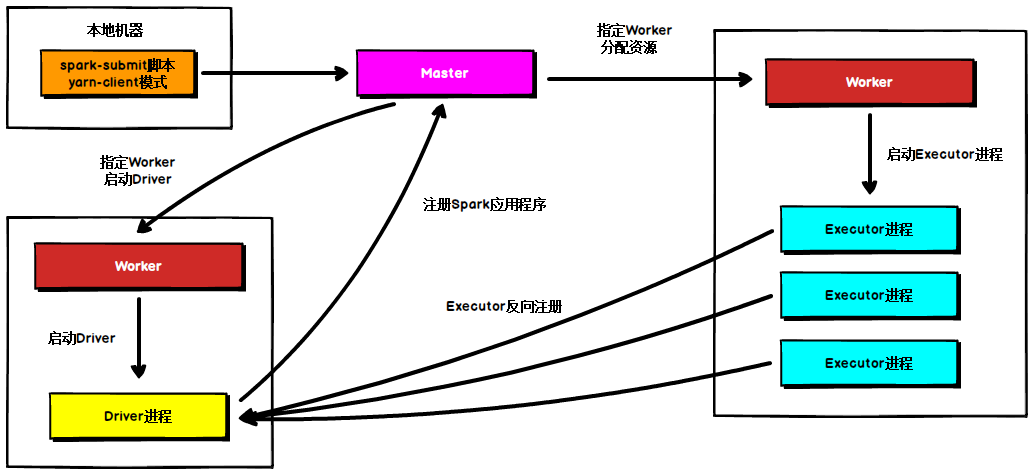 本地机器
spark-submit脚本
yarn-client模式
Master
指定Worker
分配资源
Worker
启动Executor进程
指定Worker
启动Driver
注册Spark应用程序
Executor进程
Worker
Executor进程
Executor反向注册
启动Driver
Executor进程
Driver进程